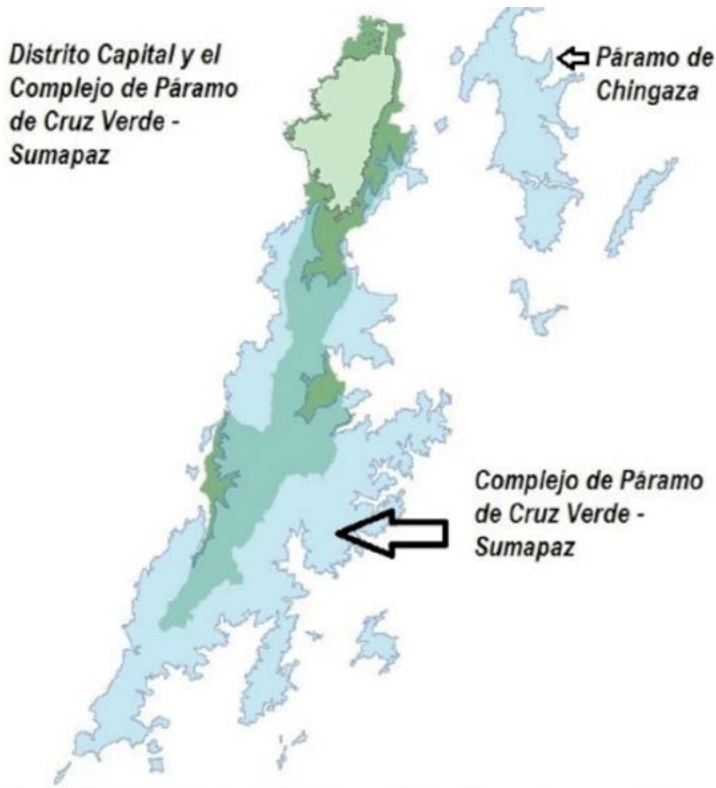 Distrito Capital y el
Complejo de Páramo
de Cruz Verde -
Sumapaz
Páramo de
Chingaza
Complejo de Páramo
de Cruz Verde -
Sumapaz